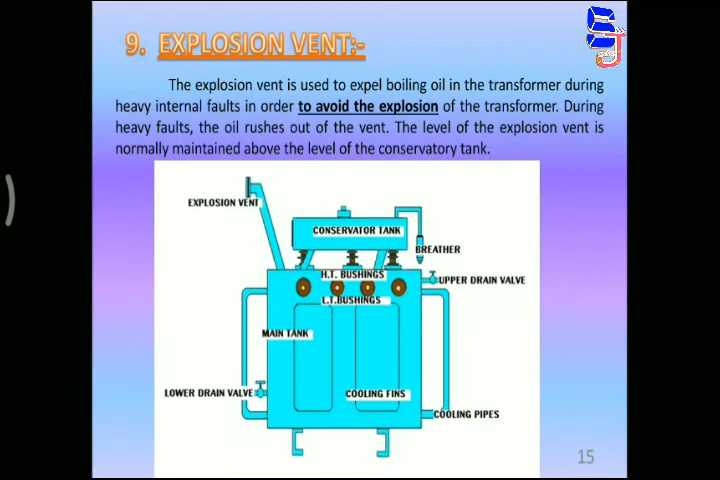 9. EXPLOSION VENT:-
The explosion vent is used to expel boiling oil in the transformer during
heavy internal faults in order to avoid the explosion of the transformer. During
heavy faults, the oil rushes out of the vent. The level of the explosion vent is
normally maintained above the level of the conservatory tank.
EXPLOSION VENT
CONSERVATOR TANK
BREATHER
H.T. BUSHINGS
UPPER DRAIN VALVE
L.T.BUSHINGS
MAIN TANK
LOWER DRAIN VALVE
COOLING FINS
COOLING PIPES
15
SJ